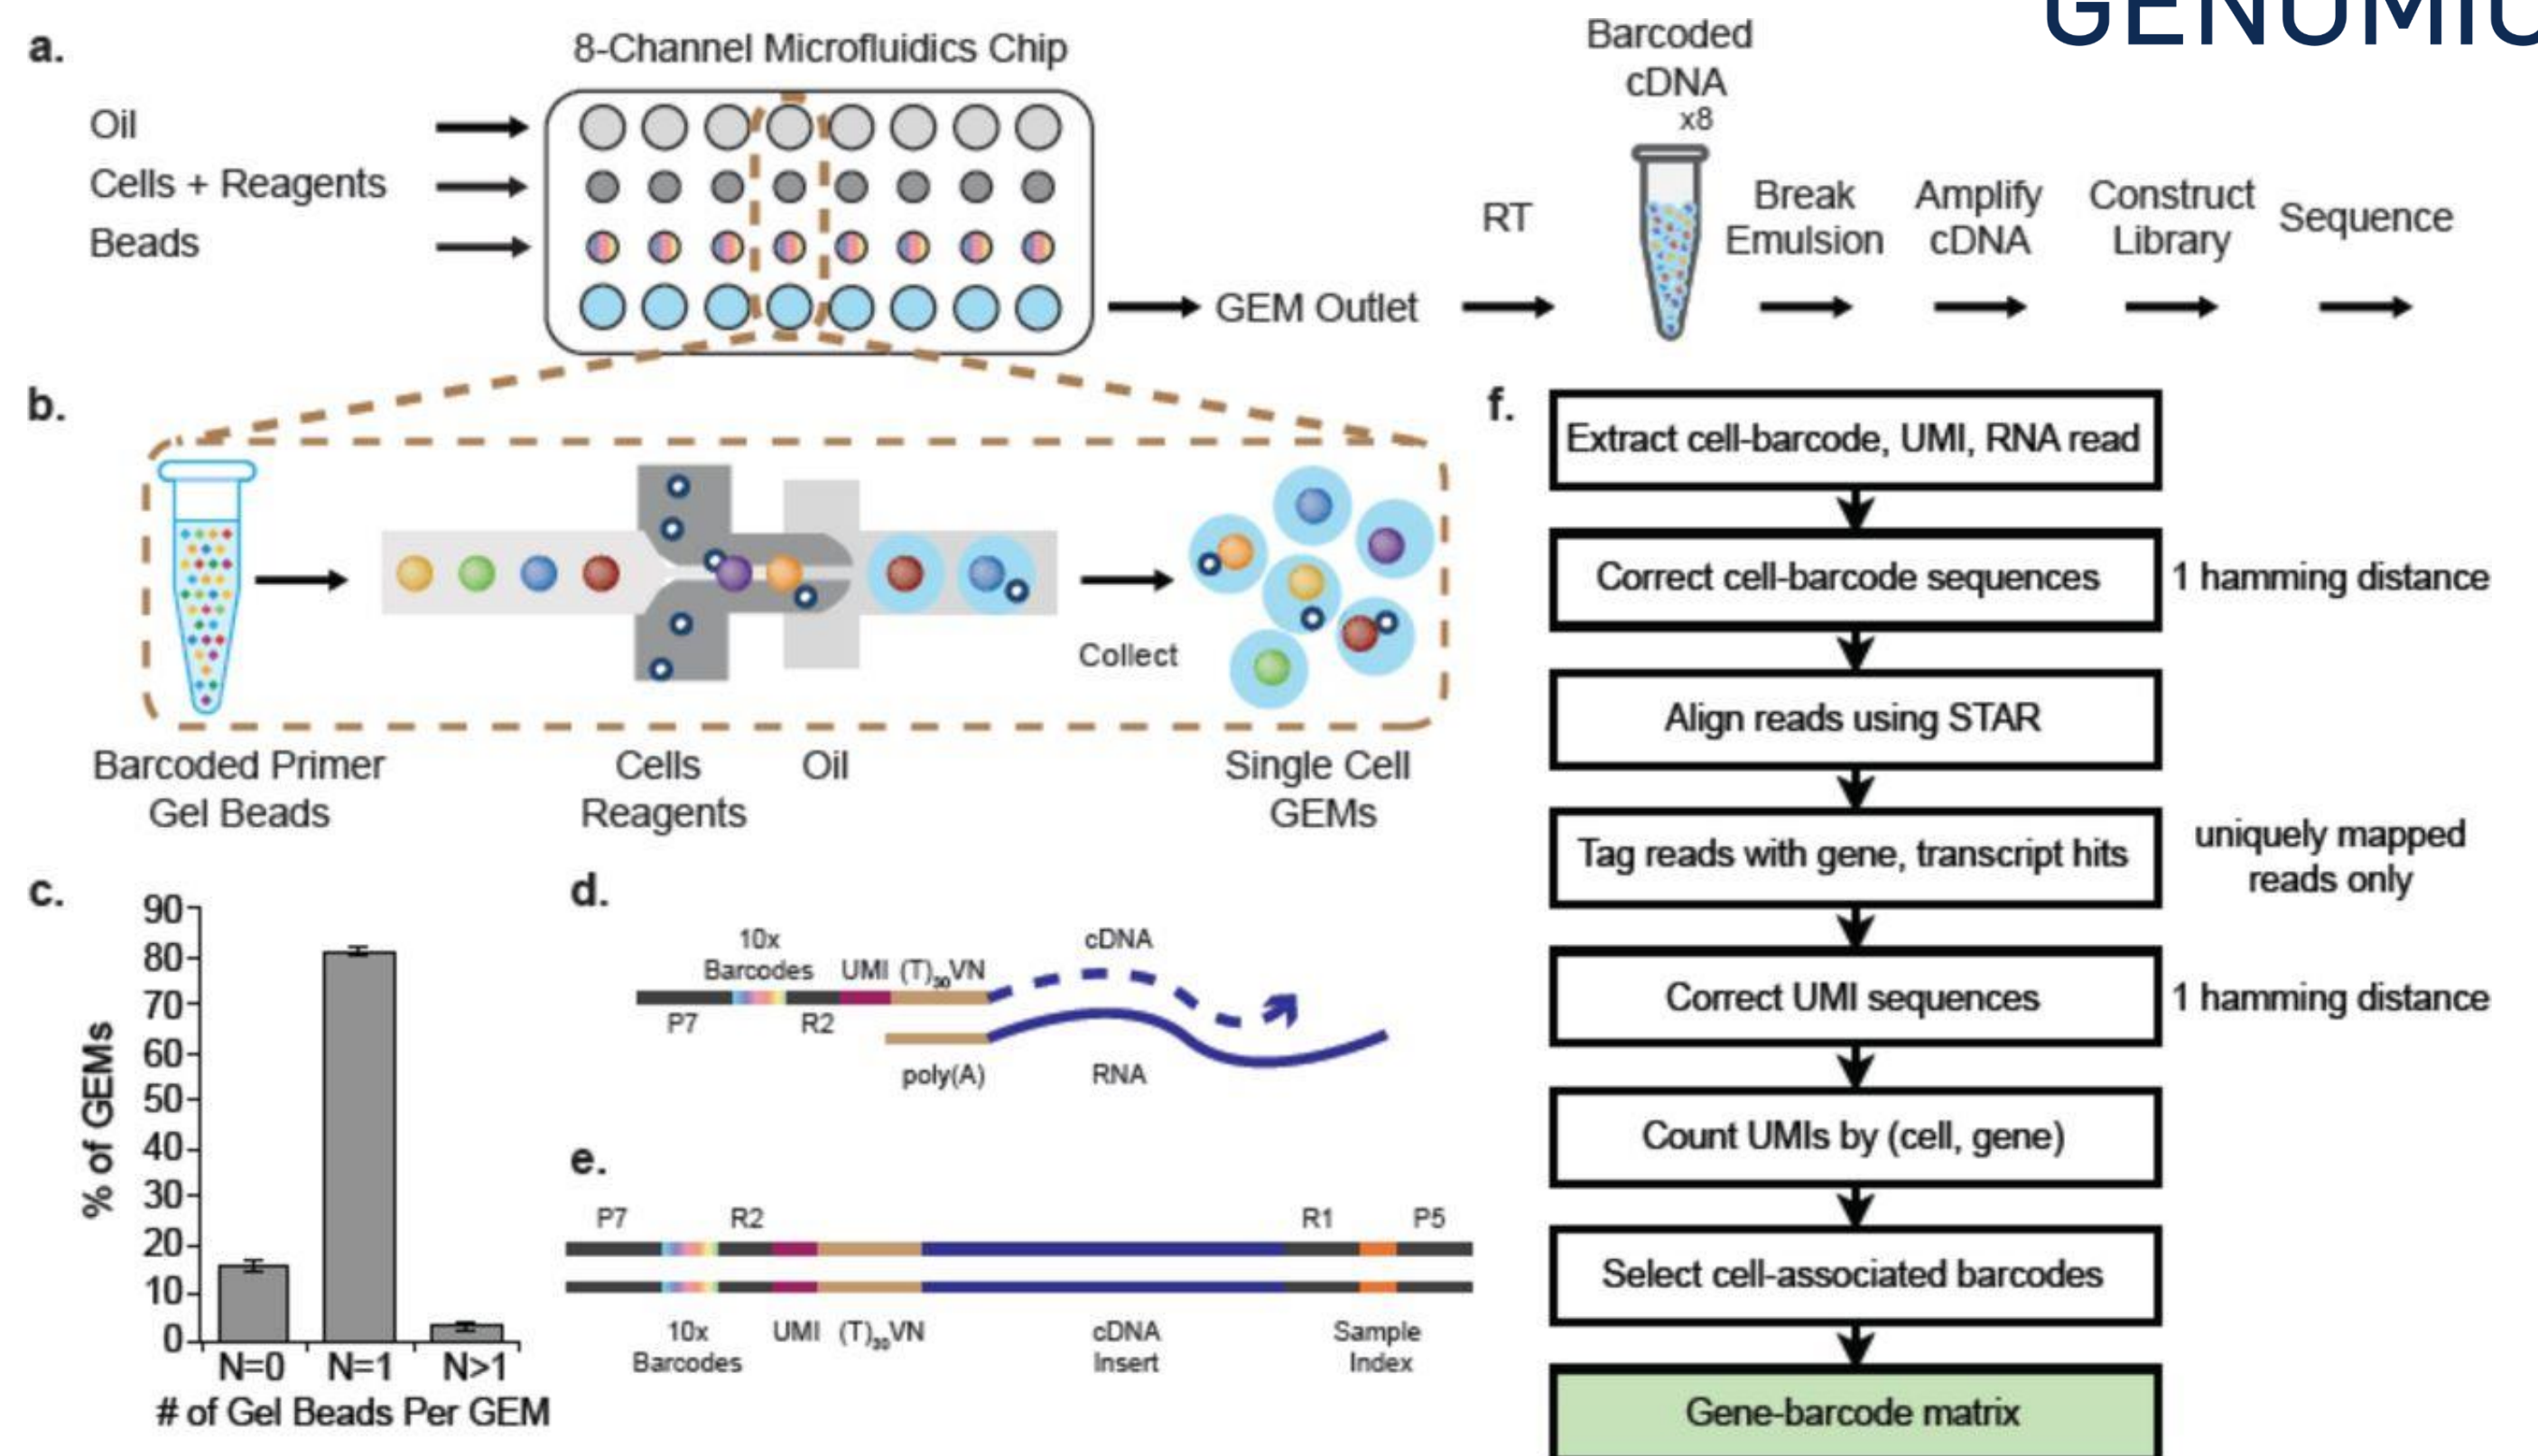 GENOMIC
a.
8-Channel Microfluidics Chip
Oil
Cells + Reagents
Beads
GEM Outlet
RT
Barcoded
cDNA
x8
Break
Emulsion
Amplify
cDNA
Construct
Library
Sequence
b.
Collect
Barcoded Primer
Gel Beads
Cells
Reagents
Oil
Single Cell
GEMs
c.
% of GEMs
90
80
70
60
50
40
30
20
10
0
N=0 N=1 N>1
# of Gel Beads Per GEM
d.
10x
Barcodes
UMI (T)30VN
cDNA
P7
R2
poly(A)
RNA
e.
P7 R2 R1 P5
10x
Barcodes
UMI (T)30VN
cDNA
Insert
Sample
Index
f.
Extract cell-barcode, UMI, RNA read
Correct cell-barcode sequences
1 hamming distance
Align reads using STAR
Tag reads with gene, transcript hits
uniquely mapped
reads only
Correct UMI sequences
1 hamming distance
Count UMIs by (cell, gene)
Select cell-associated barcodes
Gene-barcode matrix